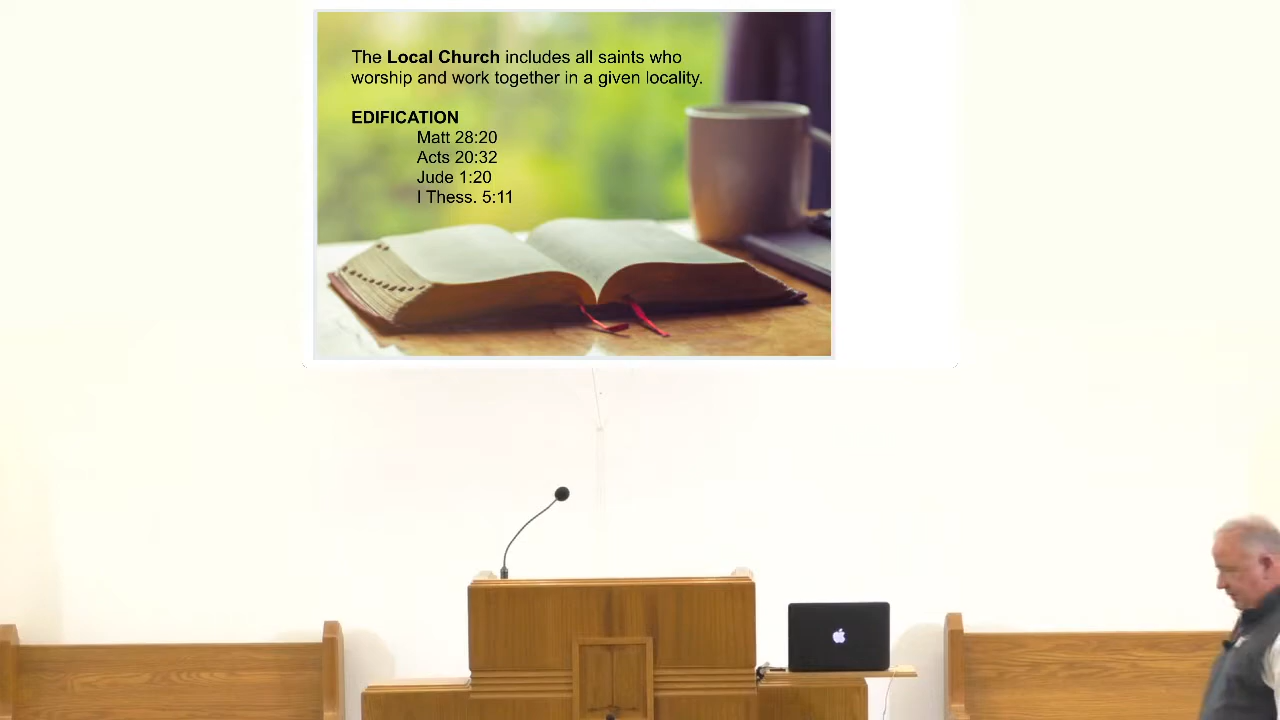 The Local Church includes all saints who
worship and work together in a given locality.
EDIFICATION
Matt 28:20
Acts 20:32
Jude 1:20
I Thess. 5:11